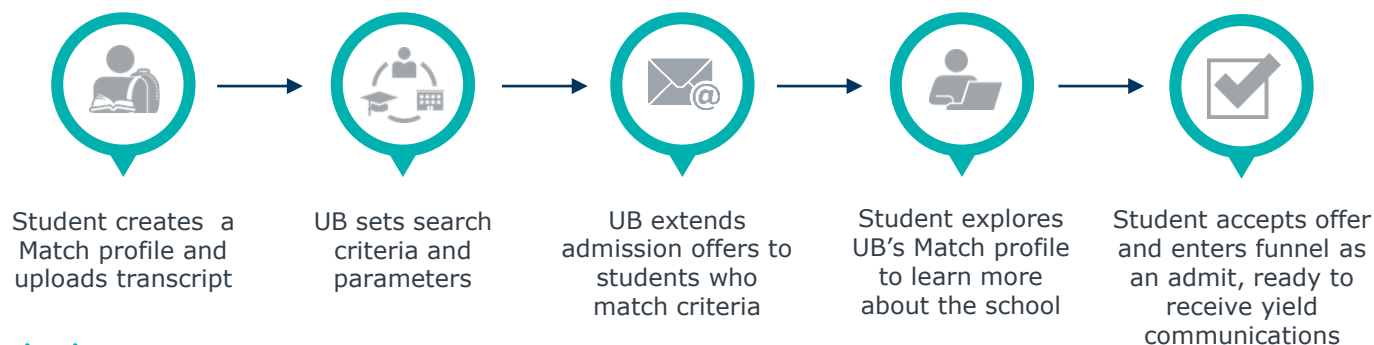 Student creates a
Match profile and
uploads transcript
UB sets search
criteria and
parameters
UB extends
admission offers to
students who
match criteria
Student explores
UB's Match profile
to learn more
about the school
Student accepts offer
and enters funnel as
an admit, ready to
receive yield
communications
@